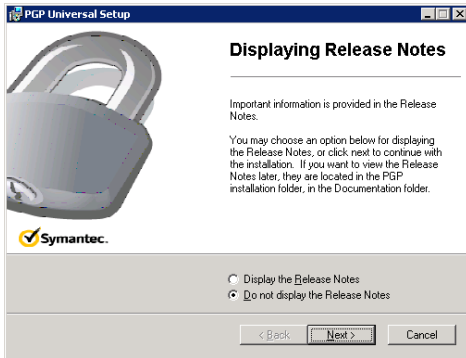 PGP Universal Setup
Displaying Release Notes
Important information is provided in the Release
Notes.
You may choose an option below for displaying
the Release Notes, or click next to continue with
the installation. If you want to view the Release
Notes later, they are located in the PGP
installation folder, in the Documentation folder.
Symantec.
Display the Release Notes
Do not display the Release Notes
< Back
Next >
Cancel